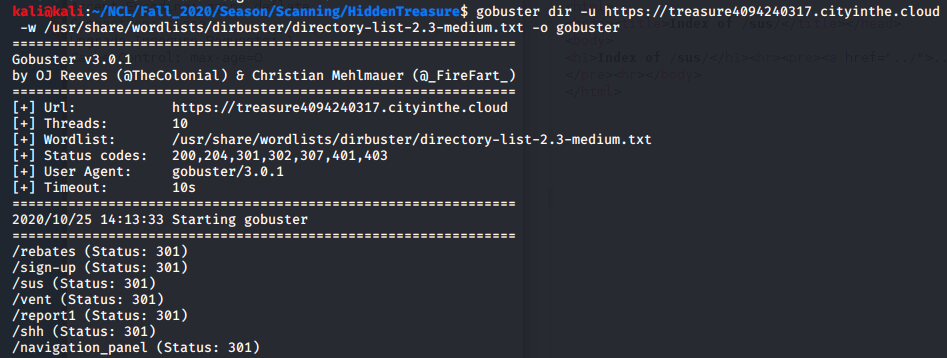 kali@kali:~/NCL/Fall_2020/Season/Scanning/HiddenTreasure$ gobuster dir -u https://treasure4094240317.cityinthe.cloud
-w /usr/share/wordlists/dirbuster/directory-list-2.3-medium.txt -o gobuster
===============================================================
Gobuster v3.0.1
by OJ Reeves (@TheColonial) & Christian Mehlmauer (@_FireFart_)
===============================================================
[+] Url:            https://treasure4094240317.cityinthe.cloud
[+] Threads:        10
[+] Wordlist:       /usr/share/wordlists/dirbuster/directory-list-2.3-medium.txt
[+] Status codes:   200,204,301,302,307,401,403
[+] User Agent:     gobuster/3.0.1
[+] Timeout:        10s
===============================================================
2020/10/25 14:13:33 Starting gobuster
===============================================================
/rebates (Status: 301)
/sign-up (Status: 301)
/sus (Status: 301)
/vent (Status: 301)
/report1 (Status: 301)
/shh (Status: 301)
/navigation_panel (Status: 301)